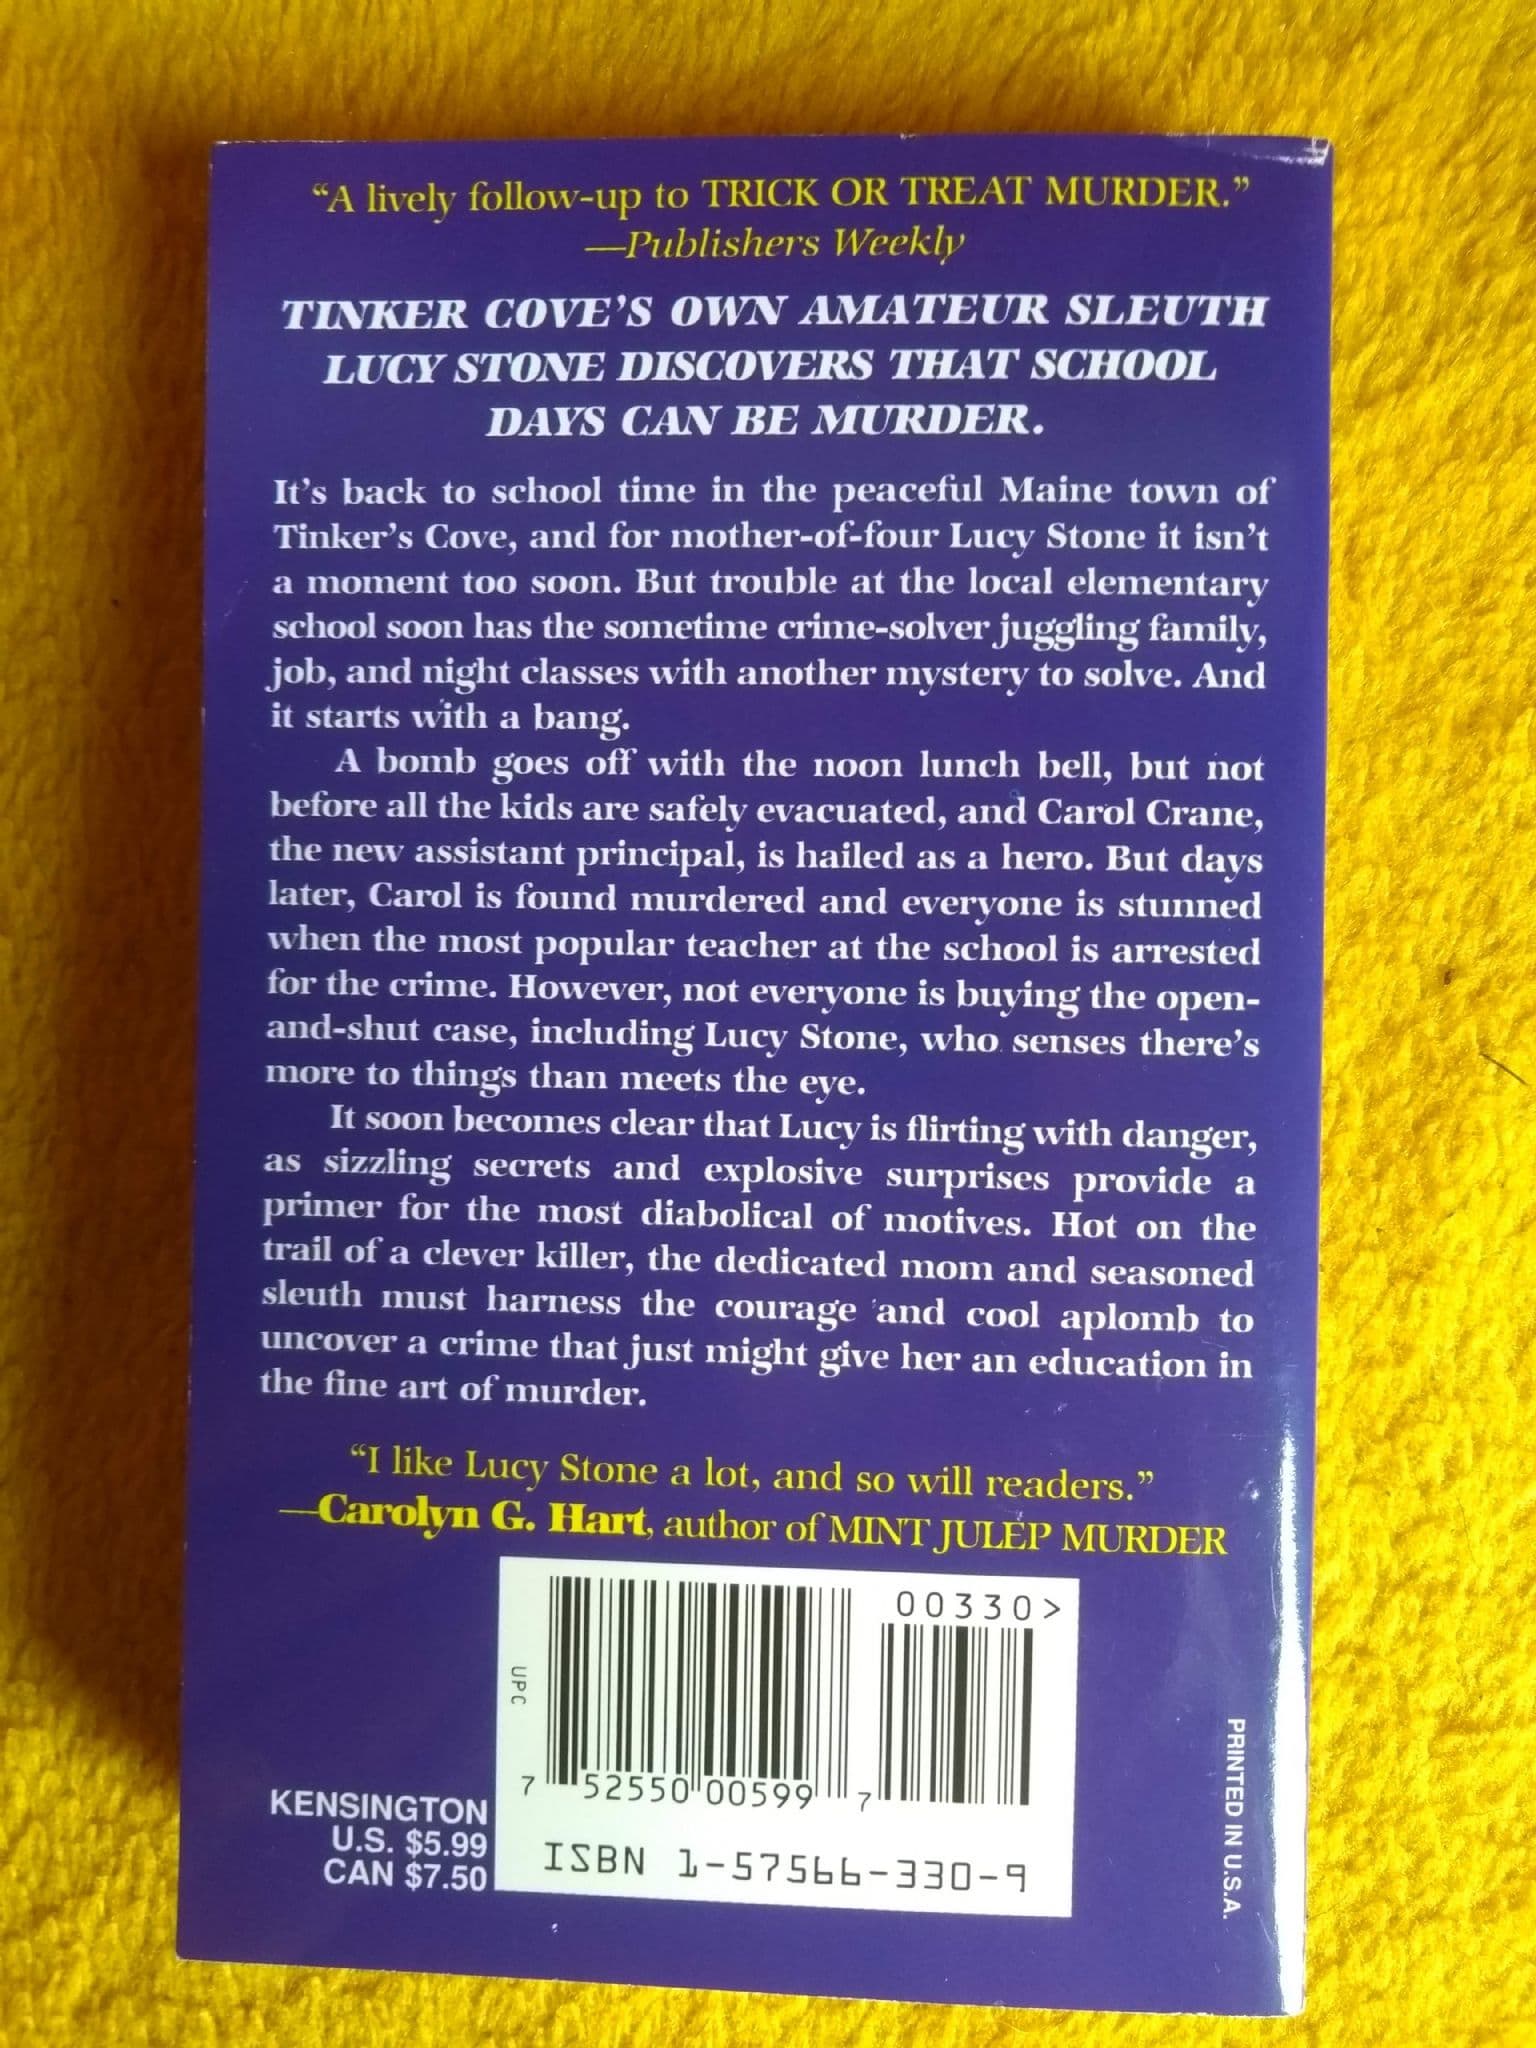 “A lively follow-up to TRICK OR TREAT MURDER.”
—Publishers Weekly
TINKER COVE’S OWN AMATEUR SLEUTH
LUCY STONE DISCOVERS THAT SCHOOL
DAYS CAN BE MURDER.
It’s back to school time in the peaceful Maine town of
Tinker’s Cove, and for mother-of-four Lucy Stone it isn’t
a moment too soon. But trouble at the local elementary
school soon has the sometime crime-solver juggling family,
job, and night classes with another mystery to solve. And
it starts with a bang.
A bomb goes off with the noon lunch bell, but not
before all the kids are safely evacuated, and Carol Crane,
the new assistant principal, is hailed as a hero. But days
later, Carol is found murdered and everyone is stunned
when the most popular teacher at the school is arrested
for the crime. However, not everyone is buying the open-
and-shut case, including Lucy Stone, who senses there’s
more to things than meets the eye.
It soon becomes clear that Lucy is flirting with danger,
as sizzling secrets and explosive surprises provide a
primer for the most diabolical of motives. Hot on the
trail of a clever killer, the dedicated mom and seasoned
sleuth must harness the courage and cool aplomb to
uncover a crime that just might give her an education in
the fine art of murder.
“I like Lucy Stone a lot, and so will readers.”
—Carolyn G. Hart, author of MINT JULEP MURDER
00330>
UPC
7 52550 00599 7
ISBN 1-57566-330-9
KENSINGTON
U.S. $5.99
CAN $7.50
PRINTED IN U.S.A.